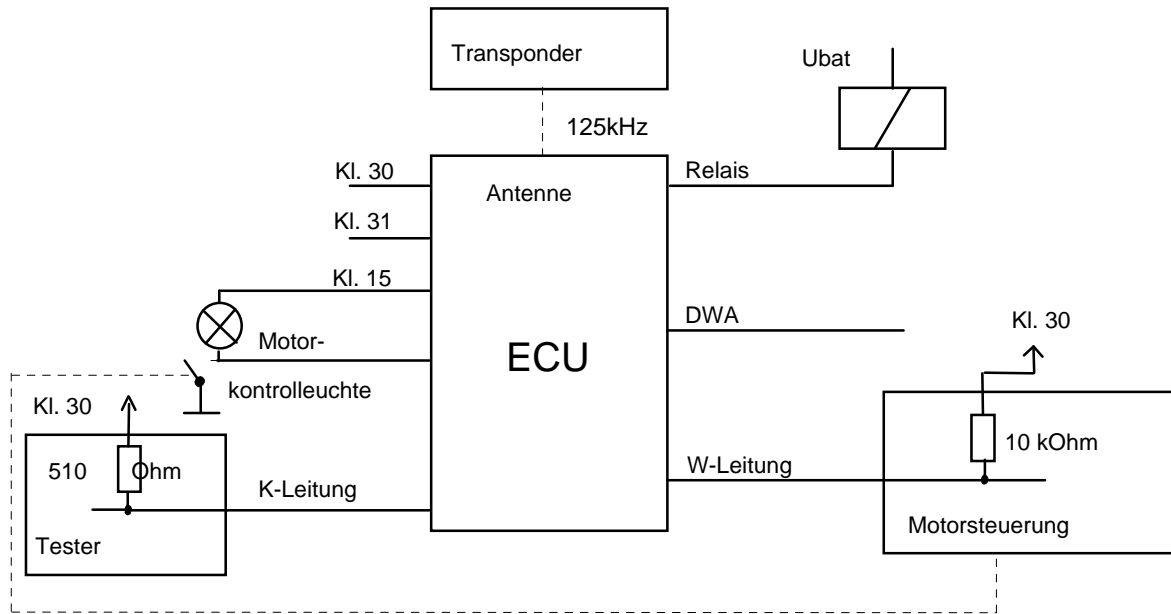 Transponder
Ubat
125kHz
Kl. 30
Antenne
Relais
Kl. 31
Kl. 15
DWA
Kl. 30
Motor-
ECU
kontrolleuchte
Kl. 30
510 Ohm
10 kOhm
W-Leitung
K-Leitung
Motorsteuerung
Tester